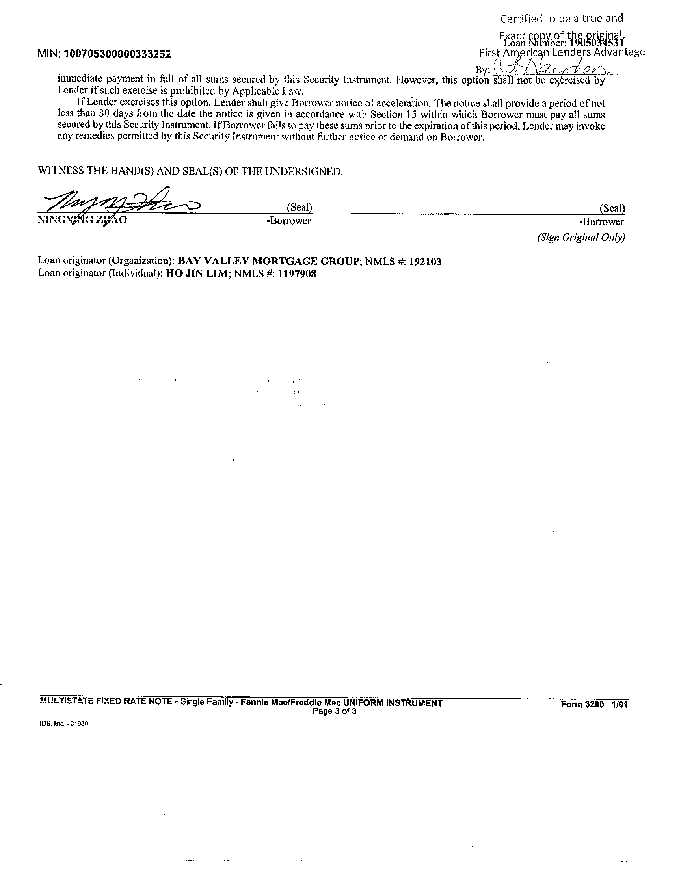 Certified to be a true and
Exact copy of the original.
Loan Number: 1905034531
MIN: 100705300000333252
First American Lenders Advantage
By:
immediate payment in full of all sums secured by this Security Instrument. However, this option shall not be exercised by
Lender if such exercise is prohibited by Applicable Law.
If Lender exercises this option, Lender shall give Borrower notice of acceleration. The notice shall provide a period of not
less than 30 days from the date the notice is given in accordance with Section 15 within which Borrower must pay all sums
secured by this Security Instrument. If Borrower fails to pay these sums prior to the expiration of this period, Lender may invoke
any remedies permitted by this Security Instrument without further notice or demand on Borrower.
WITNESS THE HAND(S) AND SEAL(S) OF THE UNDERSIGNED.
(Seal) (Seal)
-Borrower -Borrower
(Sign Original Only)
Loan originator (Organization): BAY VALLEY MORTGAGE GROUP; NMLS #: 192103
Loan originator (Individual): HO JIN LIM; NMLS #: 1197908
MULTISTATE FIXED RATE NOTE - Single Family - Fannie Mae/Freddie Mac UNIFORM INSTRUMENT Form 3200 1/01
Page 3 of 3
IDS, Inc.